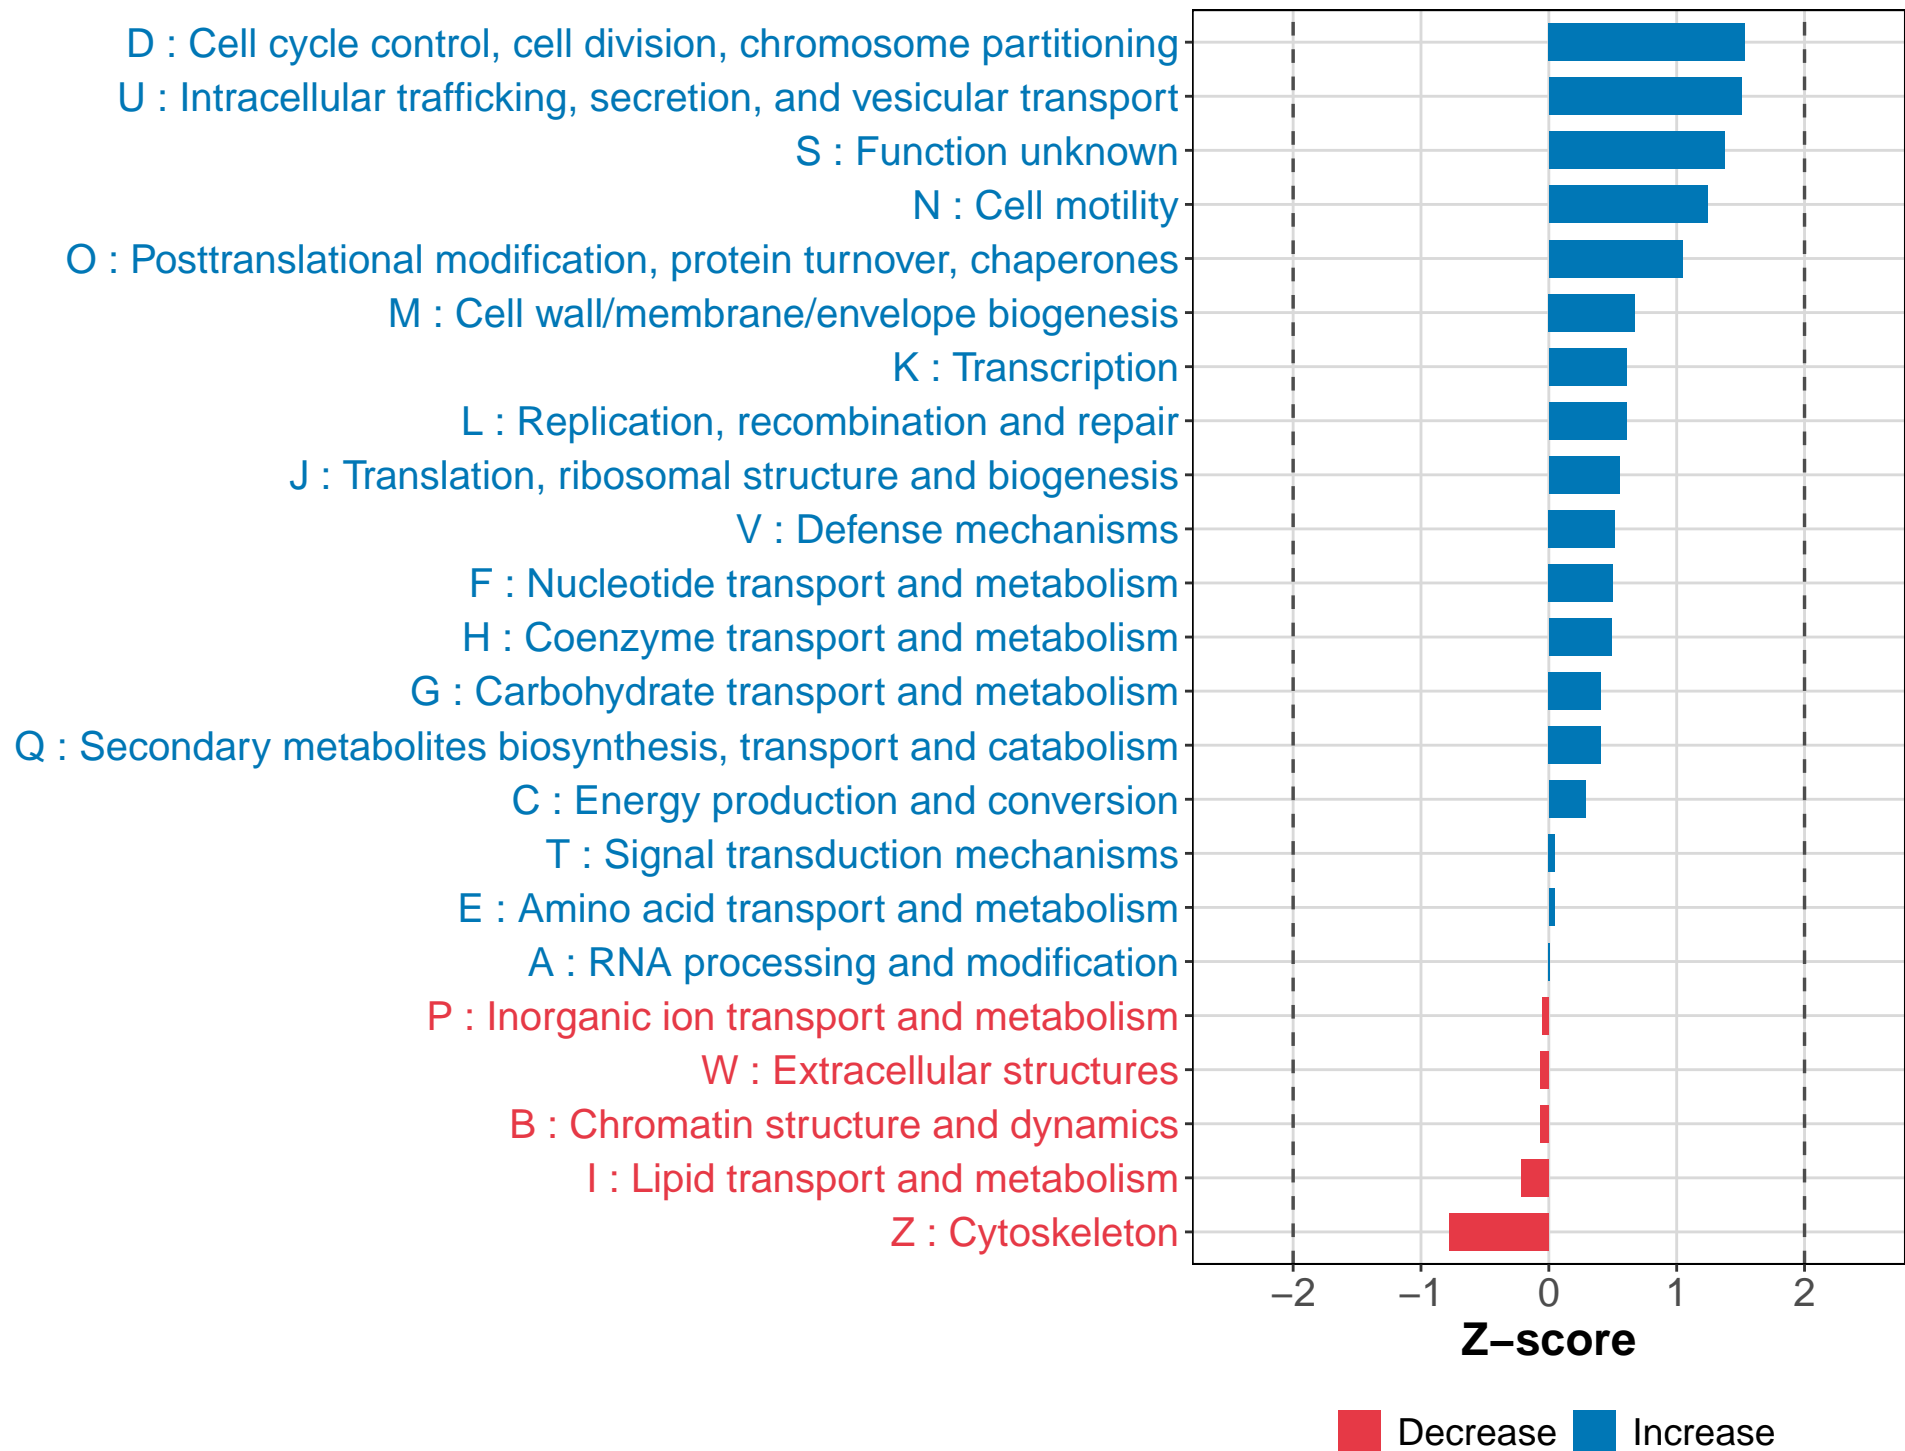 D : Cell cycle control, cell division, chromosome partitioning
U : Intracellular trafficking, secretion, and vesicular transport
S : Function unknown
N : Cell motility
O : Posttranslational modification, protein turnover, chaperones
M : Cell wall/membrane/envelope biogenesis
K : Transcription
L : Replication, recombination and repair
J : Translation, ribosomal structure and biogenesis
V : Defense mechanisms
F : Nucleotide transport and metabolism
H : Coenzyme transport and metabolism
G : Carbohydrate transport and metabolism
Q : Secondary metabolites biosynthesis, transport and catabolism
C : Energy production and conversion
T : Signal transduction mechanisms
E : Amino acid transport and metabolism
A : RNA processing and modification
P : Inorganic ion transport and metabolism
W : Extracellular structures
B : Chromatin structure and dynamics
I : Lipid transport and metabolism
Z : Cytoskeleton
−2 −1 0 1 2
Z−score
Decrease Increase